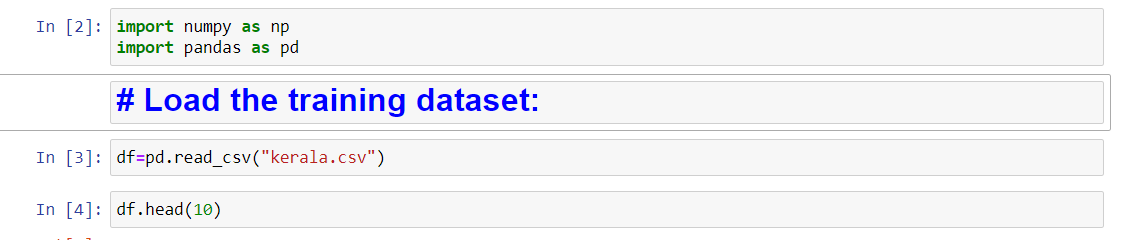 In [2]: import numpy as np
import pandas as pd
# Load the training dataset:
In [3]: df=pd.read_csv("kerala.csv")
In [4]: df.head(10)